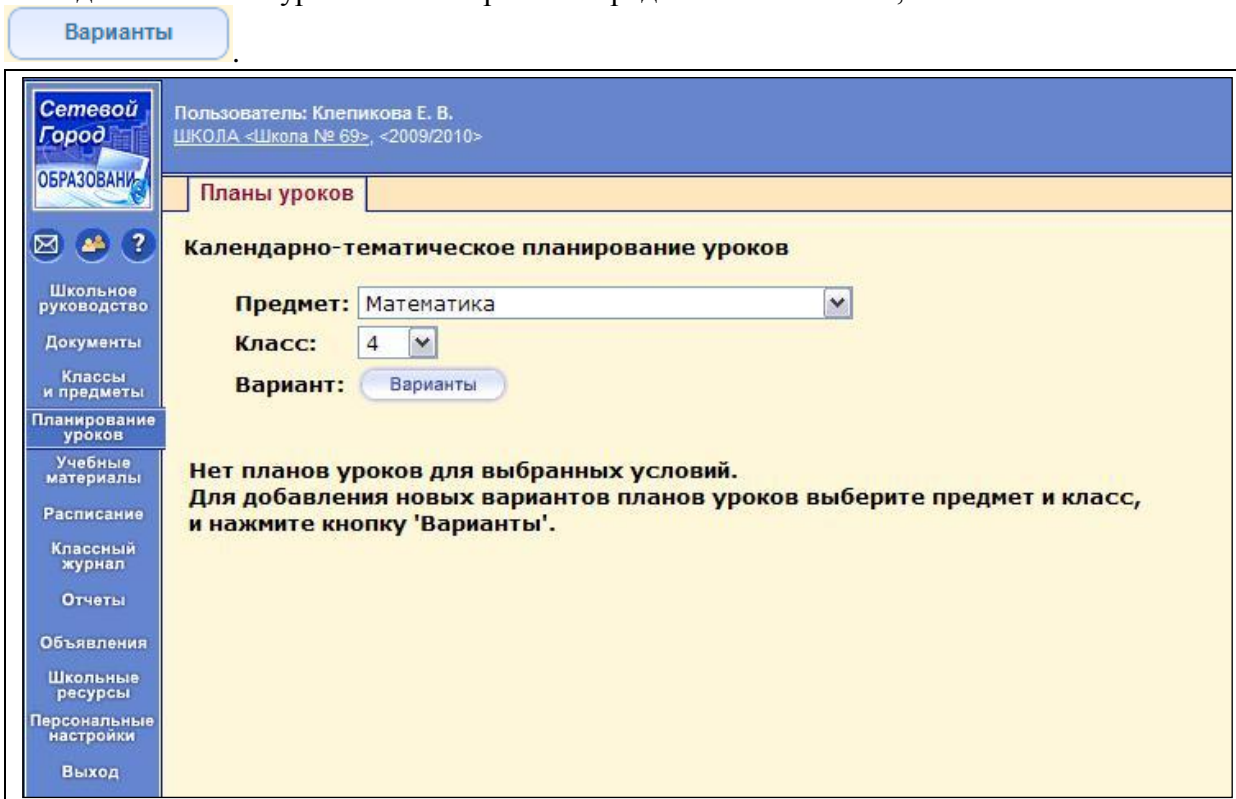 Варианты
.
Сетевой
Город
ОБРАЗОВАНИ
Пользователь: Клепикова Е. В.
ШКОЛА <Школа № 69>, <2009/2010>
Планы уроков
?
Календарно-тематическое планирование уроков
Предмет: Математика
Класс: 4
Вариант: Варианты
Нет планов уроков для выбранных условий.
Для добавления новых вариантов планов уроков выберите предмет и класс,
и нажмите кнопку 'Варианты'.
Школьное
руководство
Документы
Классы
и предметы
Планирование
уроков
Учебные
материалы
Расписание
Классный
журнал
Отчеты
Объявления
Школьные
ресурсы
Персональные
настройки
Выход